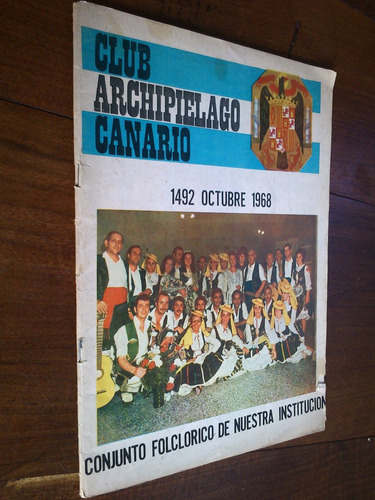 CLUB
ARCHIPIELAGO
CANARIO
1492 OCTUBRE 1968
CONJUNTO FOLCLORICO DE NUESTRA INSTITUCION